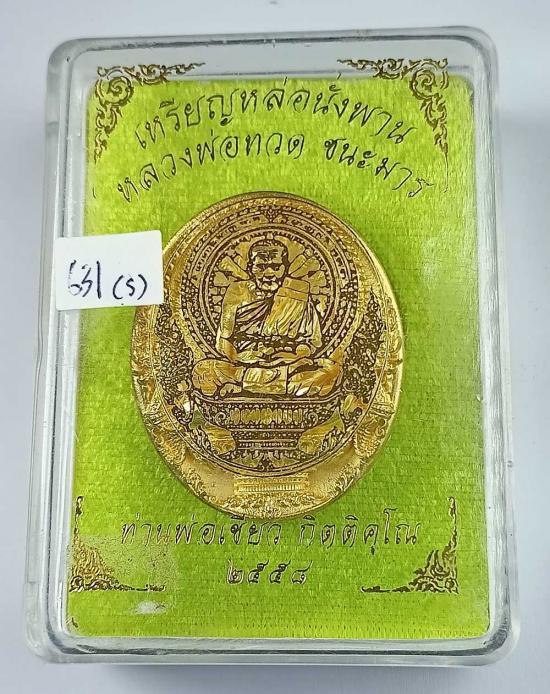 เหรียญหล่อนั่งพาน
หลวงพ่อทวด ชนะมาร
631 (S)
ท่านพ่อเขียว กิตติคุโณ
๒๕๕๘